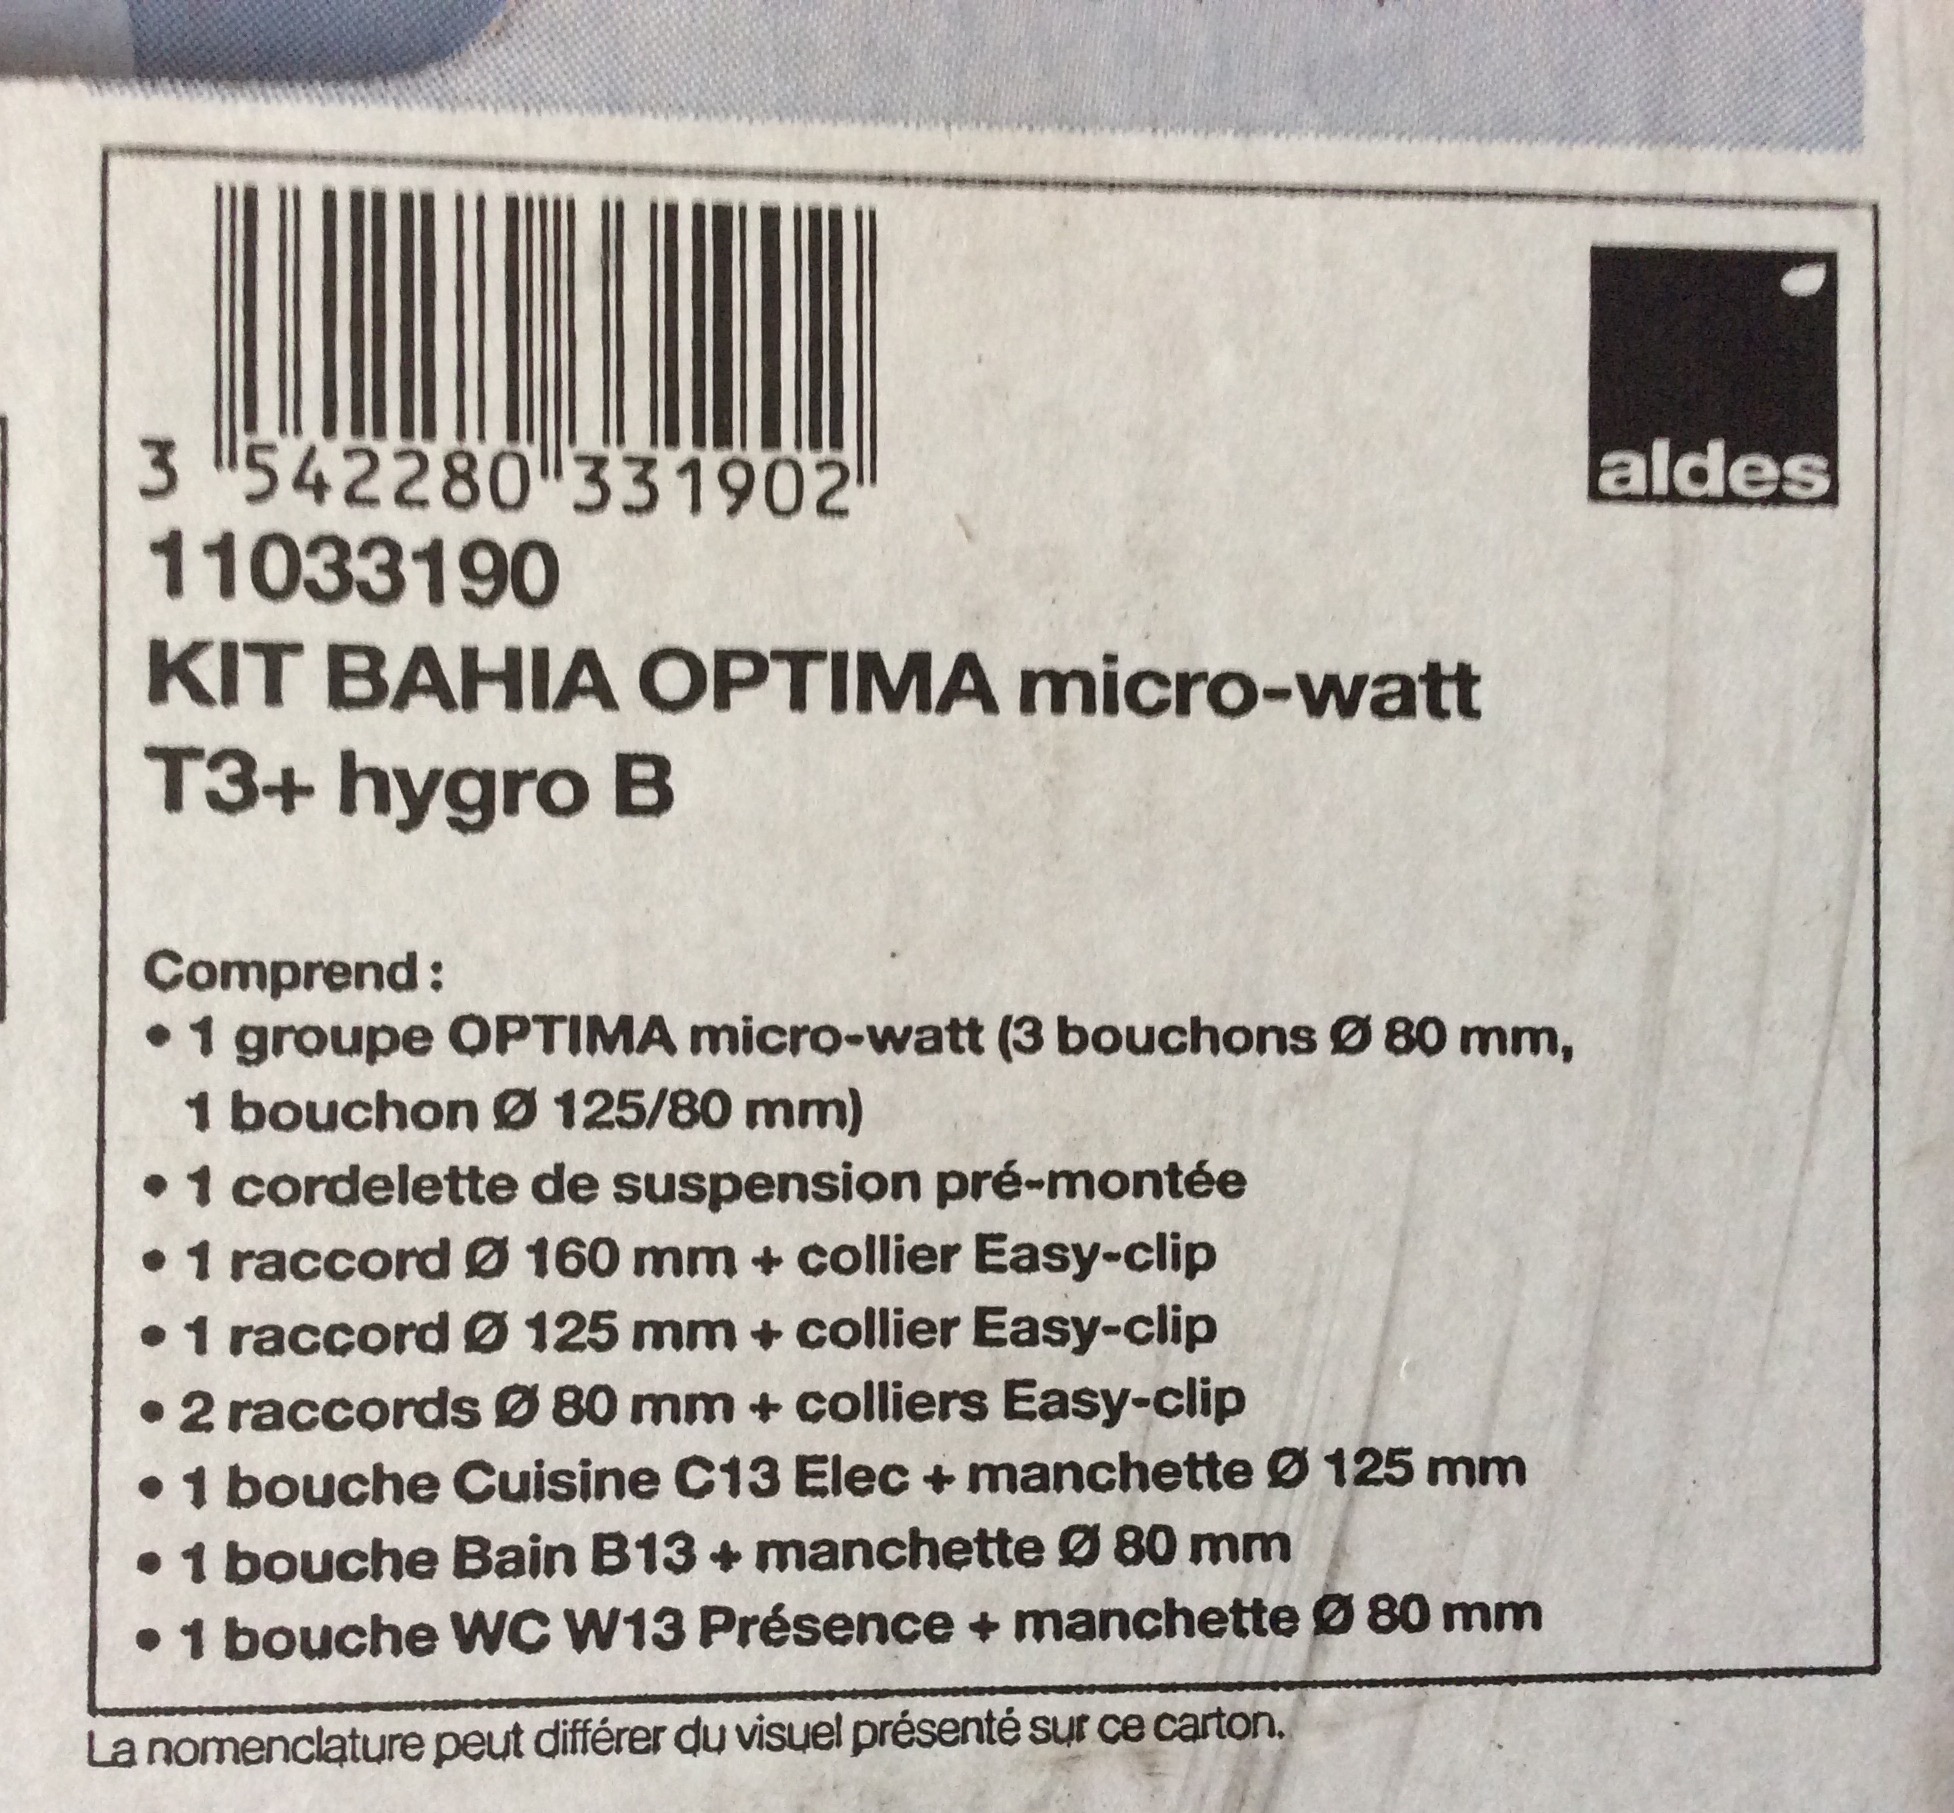 3 542280 331902
aldes
11033190
KIT BAHIA OPTIMA micro-watt
T3+ hygro B
Comprend :
• 1 groupe OPTIMA micro-watt (3 bouchons Ø 80 mm,
1 bouchon Ø 125/80 mm)
• 1 cordelette de suspension pré-montée
• 1 raccord Ø 160 mm + collier Easy-clip
• 1 raccord Ø 125 mm + collier Easy-clip
• 2 raccords Ø 80 mm + colliers Easy-clip
• 1 bouche Cuisine C13 Elec + manchette Ø 125 mm
• 1 bouche Bain B13 + manchette Ø 80 mm
• 1 bouche WC W13 Présence + manchette Ø 80 mm
La nomenclature peut différer du visuel présenté sur ce carton.